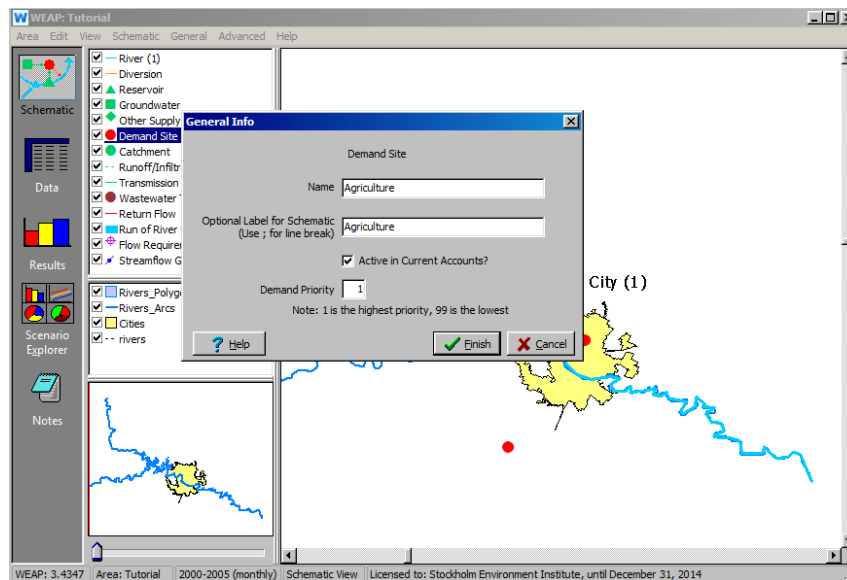 WEAP: Tutorial
Area Edit View Schematic General Advanced Help
Schematic
Data
Results
Scenario
Explorer
Notes
River (1)
Diversion
Reservoir
Groundwater
Other Supply
Demand Site
Catchment
Runoff/Infiltr
Transmission
Wastewater T
Return Flow
Run of River
Flow Requirer
Streamflow G
Rivers_Polyg
Rivers_Arcs
Cities
rivers
General Info
Demand Site
Name Agriculture
Optional Label for Schematic Agriculture
(Use ; for line break)
Active in Current Accounts?
Demand Priority 1
Note: 1 is the highest priority, 99 is the lowest
Help Finish Cancel
City (1)
WEAP: 3.4347 Area: Tutorial 2000-2005 (monthly) Schematic View Licensed to: Stockholm Environment Institute, until December 31, 2014